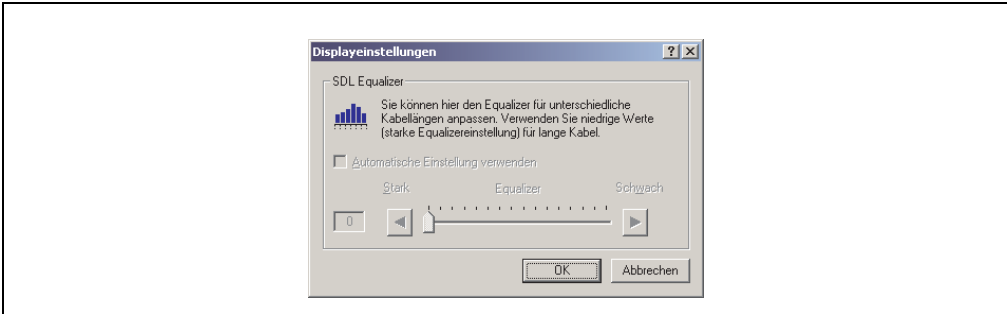 Displayeinstellungen
SDL Equalizer
Sie können hier den Equalizer für unterschiedliche
Kabellängen anpassen. Verwenden Sie niedrige Werte
(starke Equalizereinstellung) für lange Kabel.
Automatische Einstellung verwenden
Stark Equalizer Schwach
0
OK Abbrechen